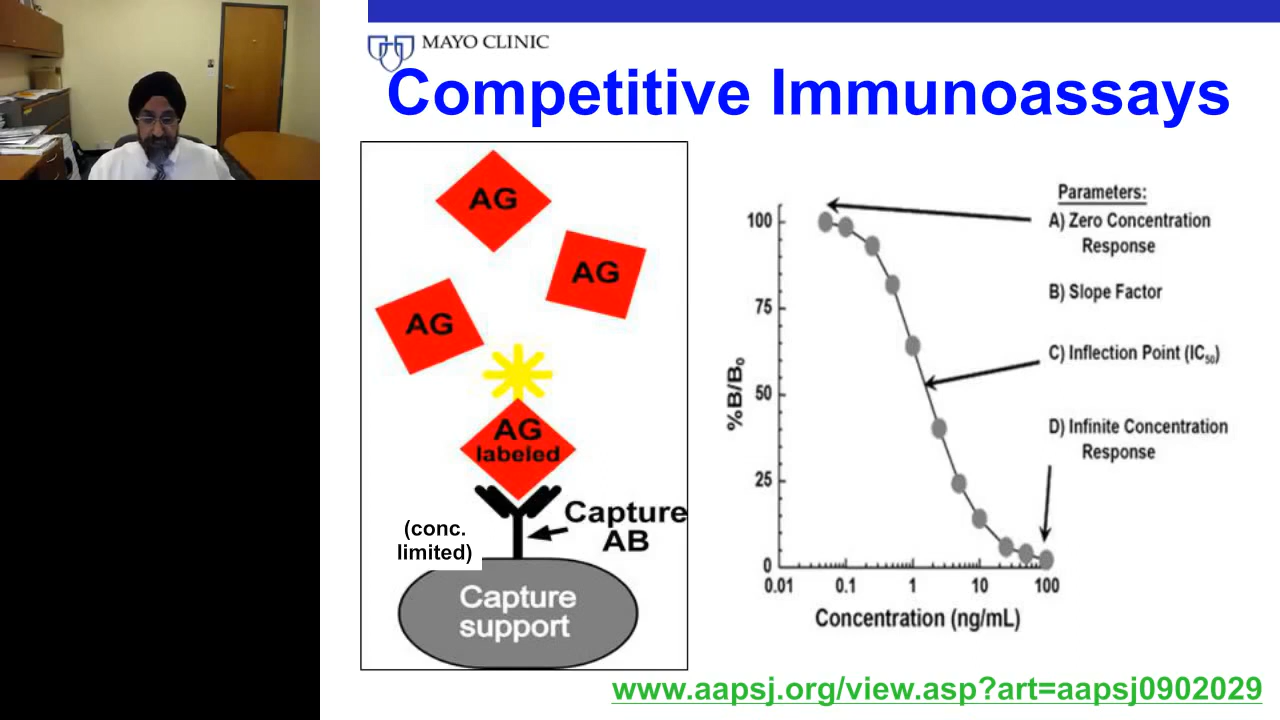 MAYO CLINIC
Competitive Immunoassays
AG
AG
AG
AG
labeled
(conc.
limited)
Capture
AB
Capture
support
Parameters:
A) Zero Concentration
Response
B) Slope Factor
C) Inflection Point (IC50)
D) Infinite Concentration
Response
%B/B0
100
75
50
25
0
0.01
0.1
1
10
100
Concentration (ng/mL)
www.aapsj.org/view.asp?art=aapsj0902029